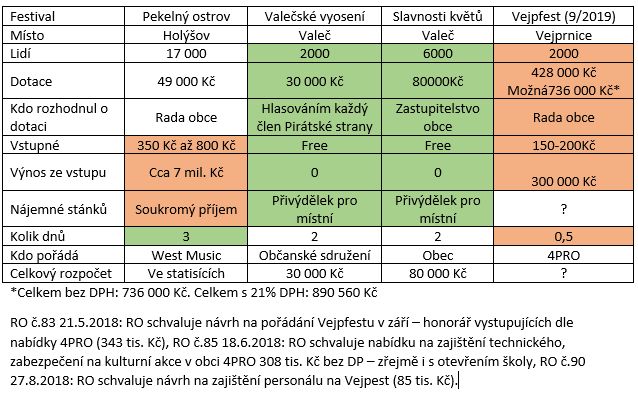 Festival Pekelný ostrov Valečské vyosení Slavnosti květů Vejpfest (9/2019)
Místo Holýšov Valeč Valeč Vejprnice
Lidí 17 000 2000 6000 2000
Dotace 49 000 Kč 30 000 Kč 80000Kč 428 000 Kč
Možná736 000 Kč*
Kdo rozhodnul o Rada obce Hlasováním každý Zastupitelstvo Rada obce
dotaci člen Pirátské strany obce
Vstupné 350 Kč až 800 Kč Free Free 150-200Kč
Výnos ze vstupu Cca 7 mil. Kč 0 0 300 000 Kč
Nájemné stánků Soukromý příjem Přivýdělek pro Přivýdělek pro ?
místní místní
Kolik dnů 3 2 2 0,5
Kdo pořádá West Music Občanské sdružení Obec 4PRO
Celkový rozpočet Ve statisících 30 000 Kč 80 000 Kč ?
*Celkem bez DPH: 736 000 Kč. Celkem s 21% DPH: 890 560 Kč
RO č.83 21.5.2018: RO schvaluje návrh na pořádání Vejpfestu v září – honorář vystupujících dle
nabídky 4PRO (343 tis. Kč), RO č.85 18.6.2018: RO schvaluje nabídku na zajištění technického,
zabezpečení na kulturní akce v obci 4PRO 308 tis. Kč bez DP – zřejmě i s otevřením školy, RO č.90
27.8.2018: RO schvaluje návrh na zajištění personálu na Vejpest (85 tis. Kč).